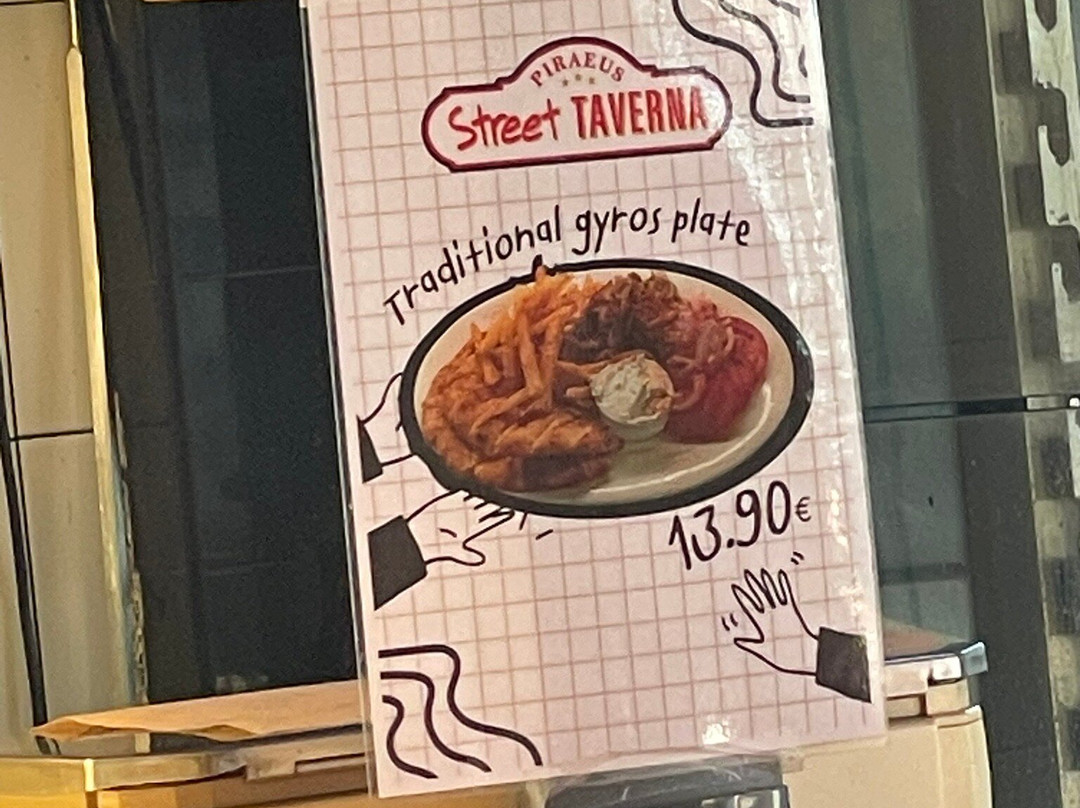 PIRAEUS
Street TAVERNA
Traditional gyros plate
13.90€